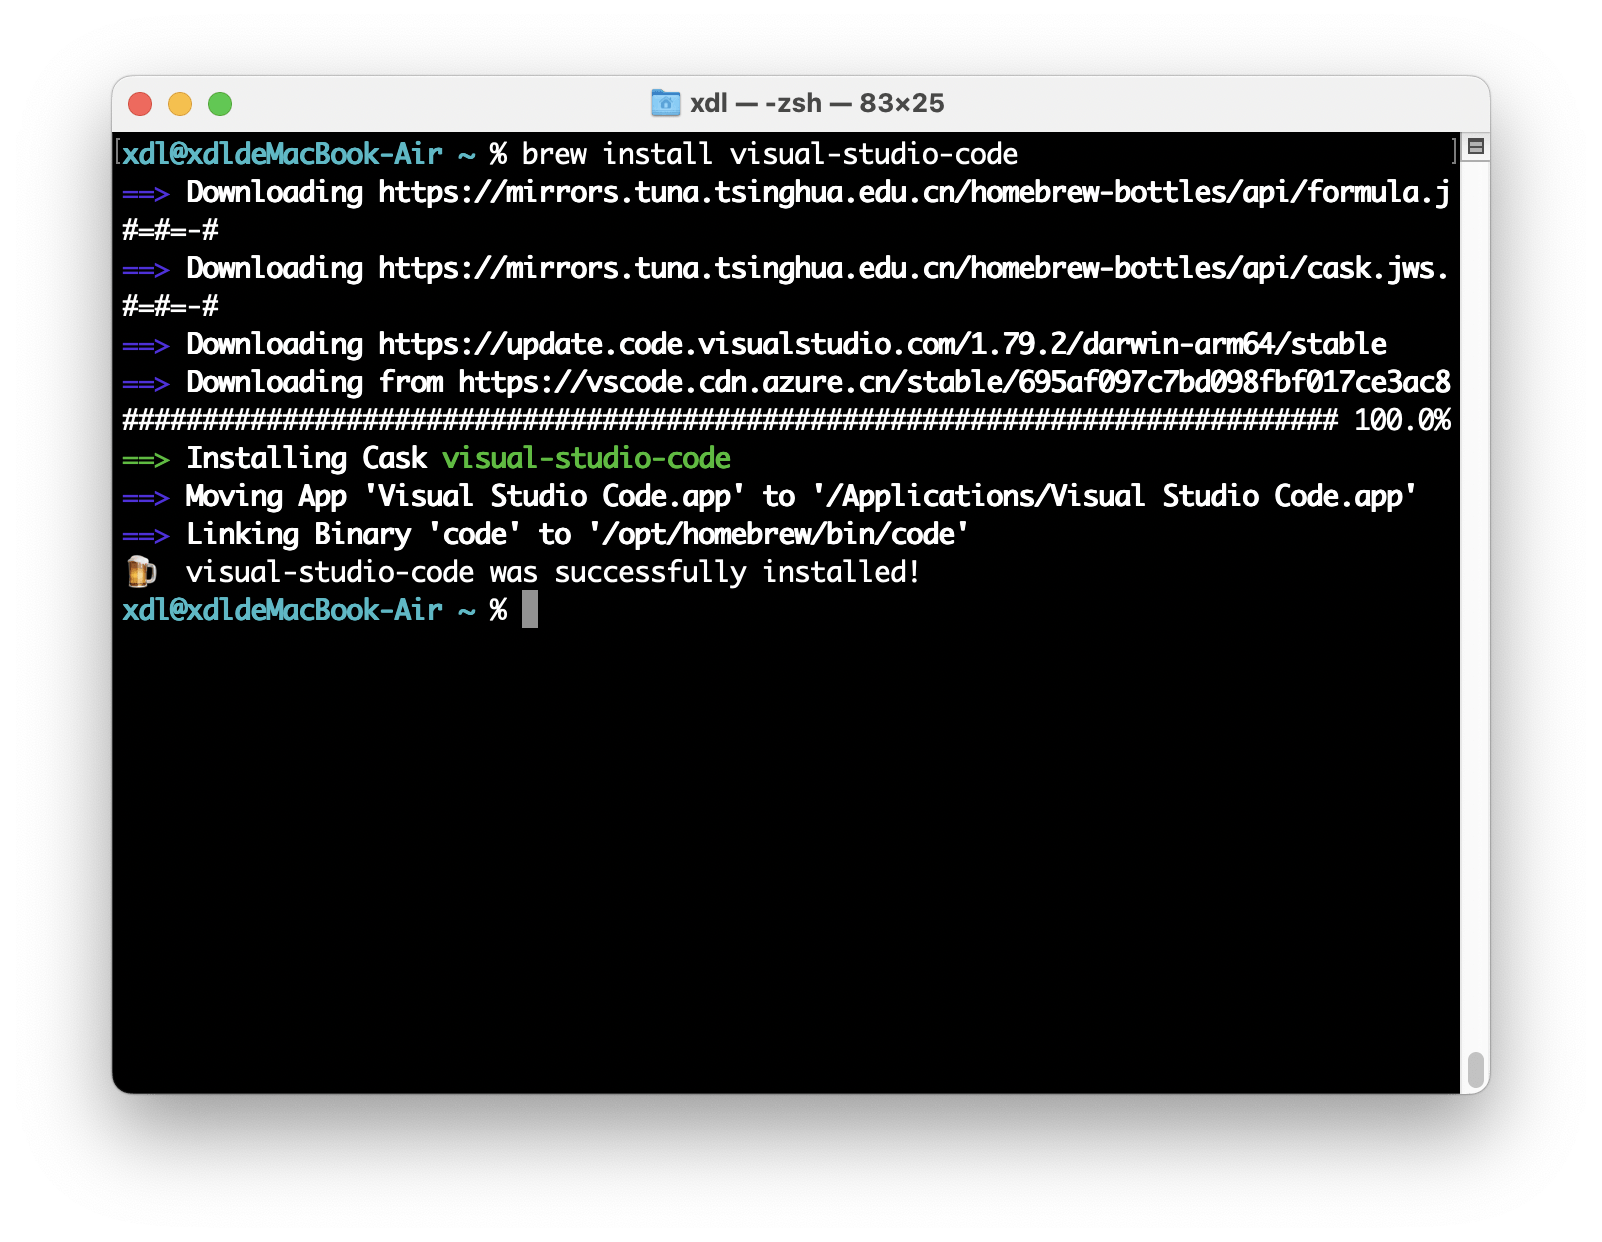 xdl — -zsh — 83×25
xdl@xdldeMacBook-Air ~ % brew install visual-studio-code
==> Downloading https://mirrors.tuna.tsinghua.edu.cn/homebrew-bottles/api/formula.j
#=#=-#
==> Downloading https://mirrors.tuna.tsinghua.edu.cn/homebrew-bottles/api/cask.jws.
#=#=-#
==> Downloading https://update.code.visualstudio.com/1.79.2/darwin-arm64/stable
==> Downloading from https://vscode.cdn.azure.cn/stable/695af097c7bd098fbf017ce3ac8
############################################################################ 100.0%
==> Installing Cask visual-studio-code
==> Moving App 'Visual Studio Code.app' to '/Applications/Visual Studio Code.app'
==> Linking Binary 'code' to '/opt/homebrew/bin/code'
🍺 visual-studio-code was successfully installed!
xdl@xdldeMacBook-Air ~ %